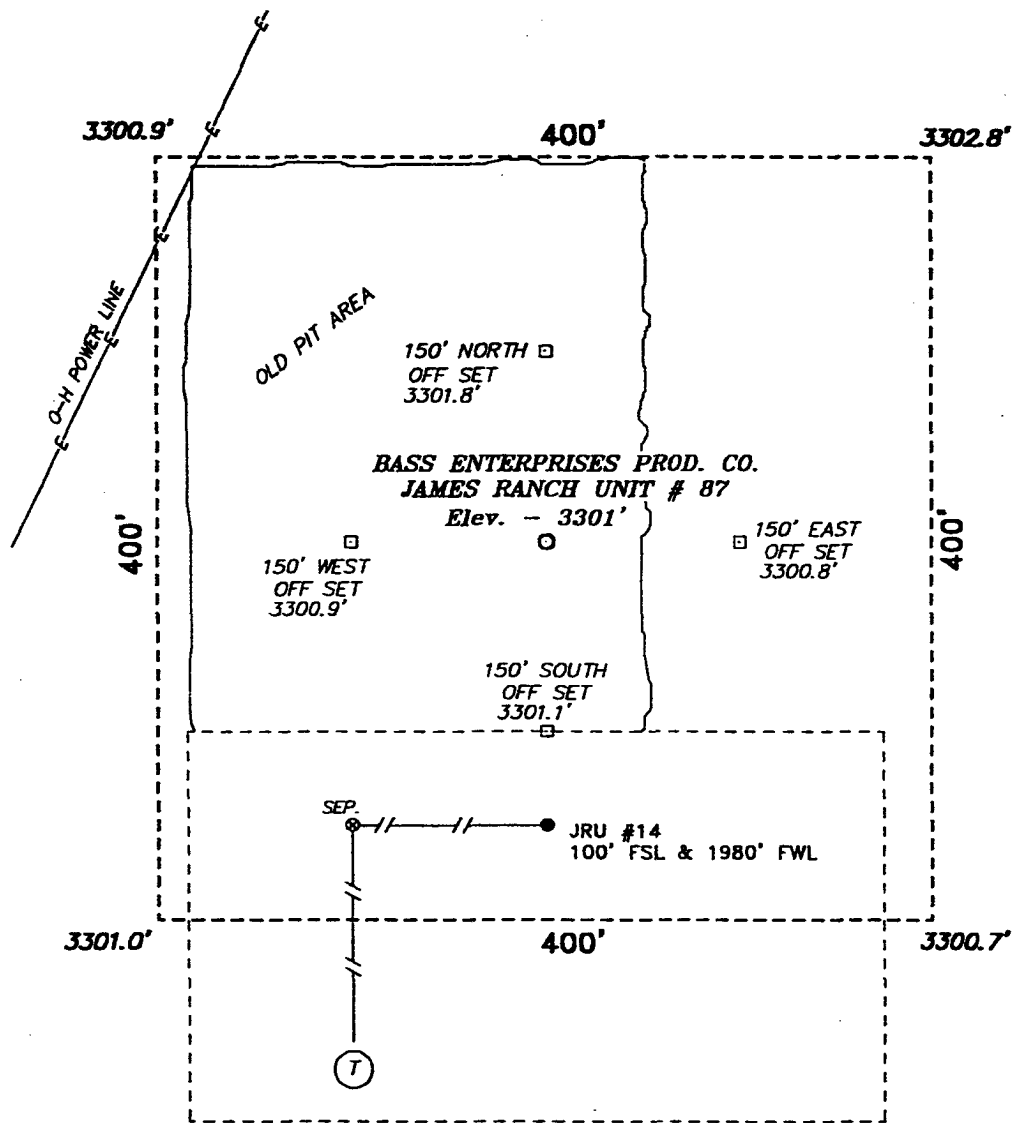 3300.9'
400'
3302.8'
O-H POWER LINE
OLD PIT AREA
150' NORTH
OFF SET
3301.8'
BASS ENTERPRISES PROD. CO.
JAMES RANCH UNIT # 87
Elev. - 3301'
400'
150' WEST
OFF SET
3300.9'
150' EAST
OFF SET
3300.8'
400'
150' SOUTH
OFF SET
3301.1'
SEP.
JRU #14
100' FSL & 1980' FWL
3301.0'
400'
3300.7'
T